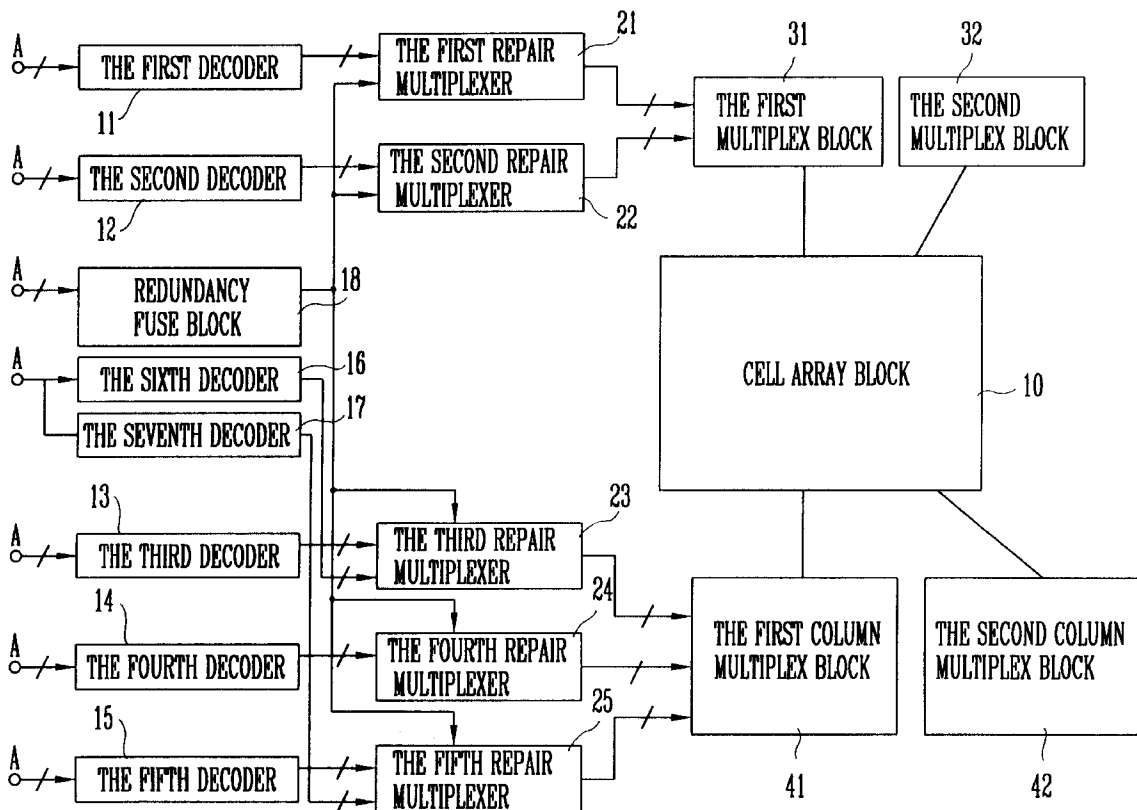 A
THE FIRST DECODER
11
THE FIRST REPAIR
MULTIPLEXER
21
31
THE FIRST
MULTIPLEX BLOCK
32
THE SECOND
MULTIPLEX BLOCK
A
THE SECOND DECODER
12
THE SECOND REPAIR
MULTIPLEXER
22
A
REDUNDANCY
FUSE BLOCK
18
A
THE SIXTH DECODER
16
THE SEVENTH DECODER
17
CELL ARRAY BLOCK
10
A
13
THE THIRD DECODER
THE THIRD REPAIR
MULTIPLEXER
23
A
14
THE FOURTH DECODER
THE FOURTH REPAIR
MULTIPLEXER
24
A
15
THE FIFTH DECODER
THE FIFTH REPAIR
MULTIPLEXER
25
THE FIRST COLUMN
MULTIPLEX BLOCK
41
THE SECOND COLUMN
MULTIPLEX BLOCK
42